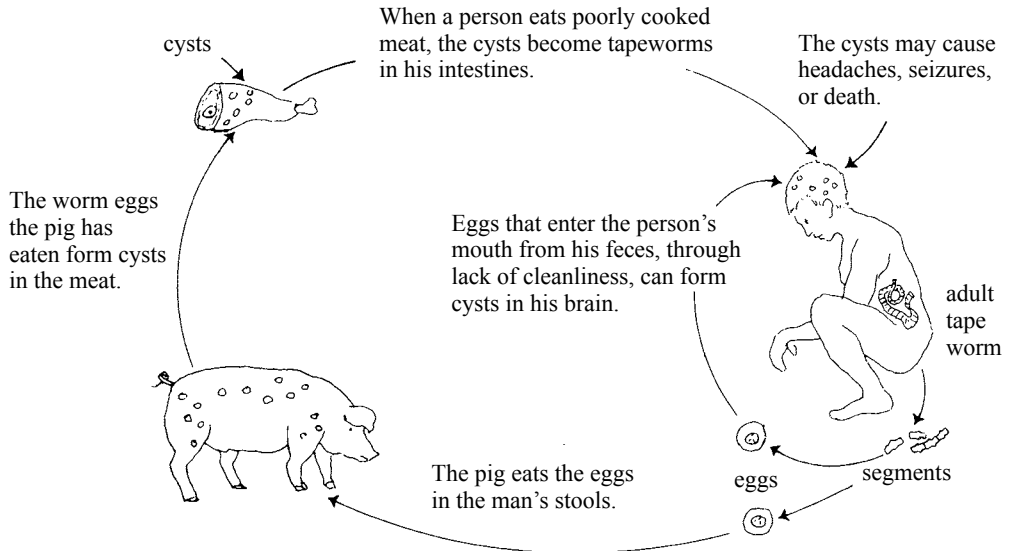 cysts
When a person eats poorly cooked
meat, the cysts become tapeworms
in his intestines.
The cysts may cause
headaches, seizures,
or death.
The worm eggs
the pig has
eaten form cysts
in the meat.
Eggs that enter the person’s
mouth from his feces, through
lack of cleanliness, can form
cysts in his brain.
adult
tape
worm
The pig eats the eggs
in the man’s stools.
eggs
segments